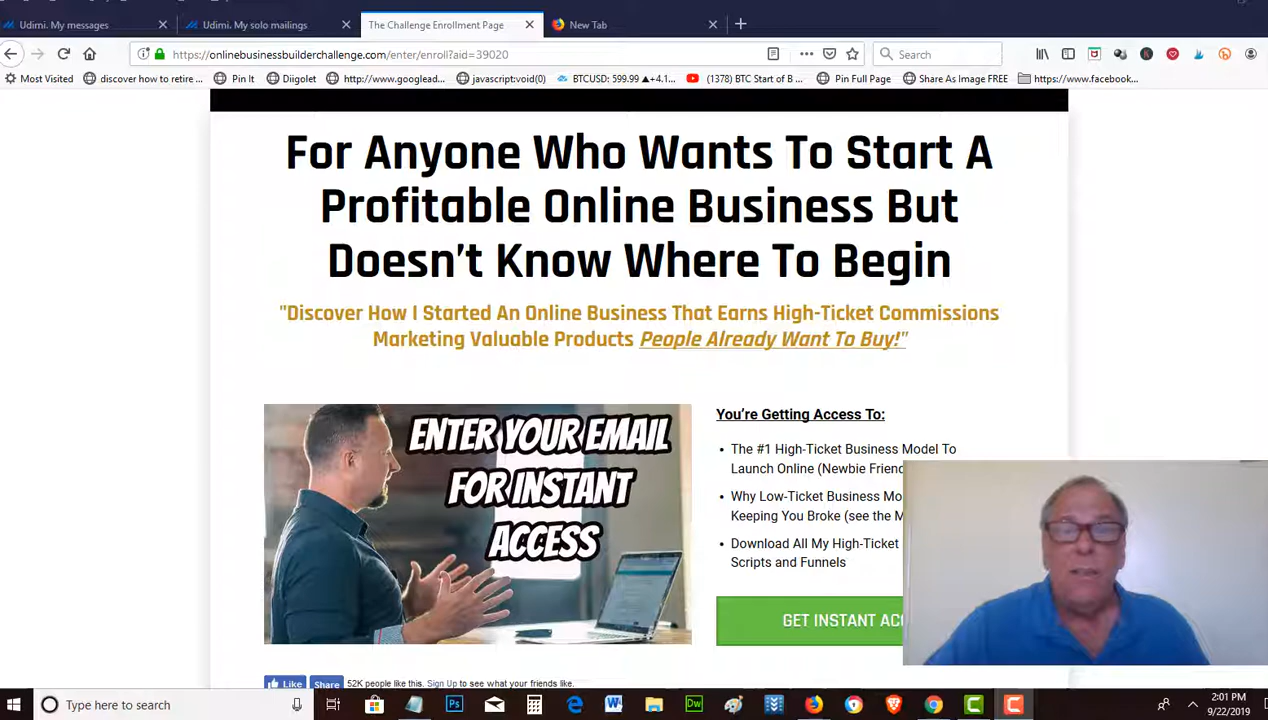 Udimi. My messages
Udimi. My solo mailings
The Challenge Enrollment Page
New Tab
https://onlinebusinessbuilderchallenge.com/enter/enroll?aid=39020
Search
Most Visited
discover how to retire ...
Pin It
Diigolet
http://www.googlead...
javascript:void(0)
BTCUSD: 599.99 ▲+4.1...
(1378) BTC Start of B ...
Pin Full Page
Share As Image FREE
https://www.facebook...
For Anyone Who Wants To Start A
Profitable Online Business But
Doesn't Know Where To Begin
"Discover How I Started An Online Business That Earns High-Ticket Commissions
Marketing Valuable Products People Already Want To Buy!"
ENTER YOUR EMAIL
FOR INSTANT
ACCESS
You're Getting Access To:
The #1 High-Ticket Business Model To
Launch Online (Newbie Frien
Why Low-Ticket Business Mo
Keeping You Broke (see the M
Download All My High-Ticket
Scripts and Funnels
GET INSTANT AC
Like
Share
52K people like this. Sign Up to see what your friends like.
Type here to search
2:01 PM
9/22/2019